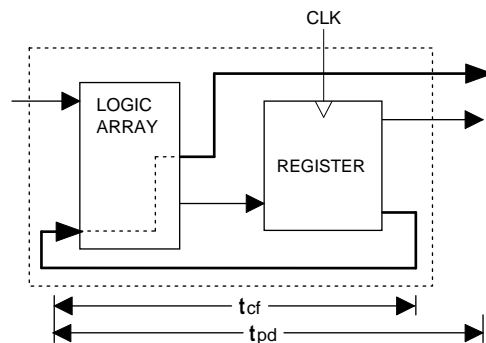 CLK
LOGIC
ARRAY
REGISTER
tcf
tpd